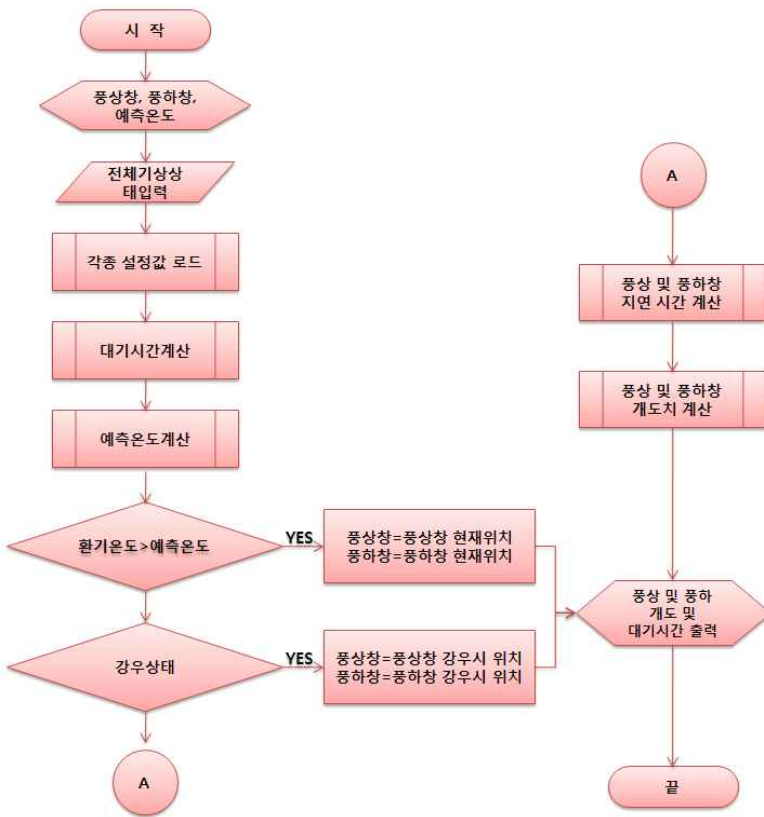 시 작
풍상창, 풍하창,
예측온도
전체기상상
태입력
각종 설정값 로드
대기시간계산
예측온도계산
환기온도>예측온도
YES
풍상창=풍상창 현재위치
풍하창=풍하창 현재위치
강우상태
YES
풍상창=풍상창 강우시 위치
풍하창=풍하창 강우시 위치
A
A
풍상 및 풍하창
지연 시간 계산
풍상 및 풍하창
개도치 계산
풍상 및 풍하
개도 및
대기시간 출력
끝